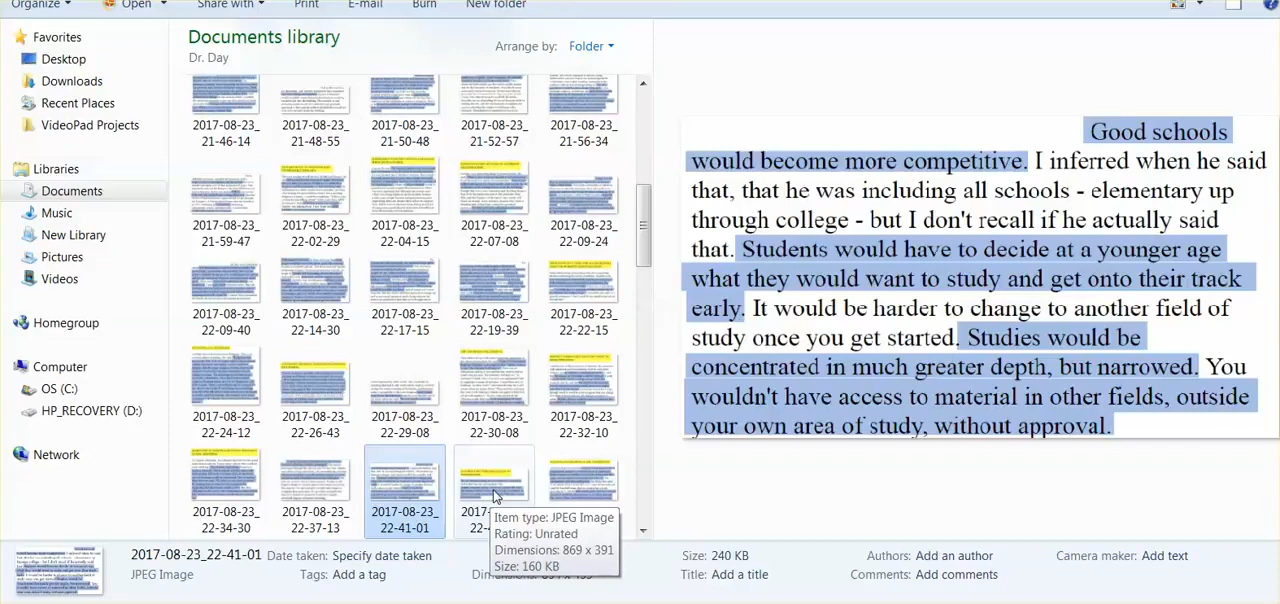 Organize
Open
Share with
Print
E-mail
Burn
New folder
Favorites
Desktop
Downloads
Recent Places
VideoPad Projects
Libraries
Documents
Music
New Library
Pictures
Videos
Homegroup
Computer
OS (C:)
HP_RECOVERY (D:)
Network
Documents library
Dr. Day
Arrange by: Folder
2017-08-23_ 2017-08-23_ 2017-08-23_ 2017-08-23_ 2017-08-23_
21-46-14 21-48-55 21-50-48 21-52-57 21-56-34
2017-08-23_ 2017-08-23_ 2017-08-23_ 2017-08-23_ 2017-08-23_
21-59-47 22-02-29 22-04-15 22-07-08 22-09-24
2017-08-23_ 2017-08-23_ 2017-08-23_ 2017-08-23_ 2017-08-23_
22-09-40 22-14-30 22-17-15 22-19-39 22-22-15
2017-08-23_ 2017-08-23_ 2017-08-23_ 2017-08-23_ 2017-08-23_
22-24-12 22-26-43 22-29-08 22-30-08 22-32-10
2017-08-23_ 2017-08-23_ 2017-08-23_
22-34-30 22-37-13 22-41-01
Item type: JPEG Image
Rating: Unrated
Dimensions: 869 x 391
Size: 160 KB
Good schools
would become more competitive. I inferred when he said
that, that he was including all schools - elementary up
through college - but I don't recall if he actually said
that. Students would have to decide at a younger age
what they would want to study and get onto their track
early. It would be harder to change to another field of
study once you get started. Studies would be
concentrated in much greater depth, but narrowed. You
wouldn't have access to material in other fields, outside
your own area of study, without approval.
2017-08-23_22-41-01 Date taken: Specify date taken
JPEG Image
Tags: Add a tag
Size: 240 KB
Title: Add a title
Authors: Add an author
Comments: Add comments
Camera maker: Add text